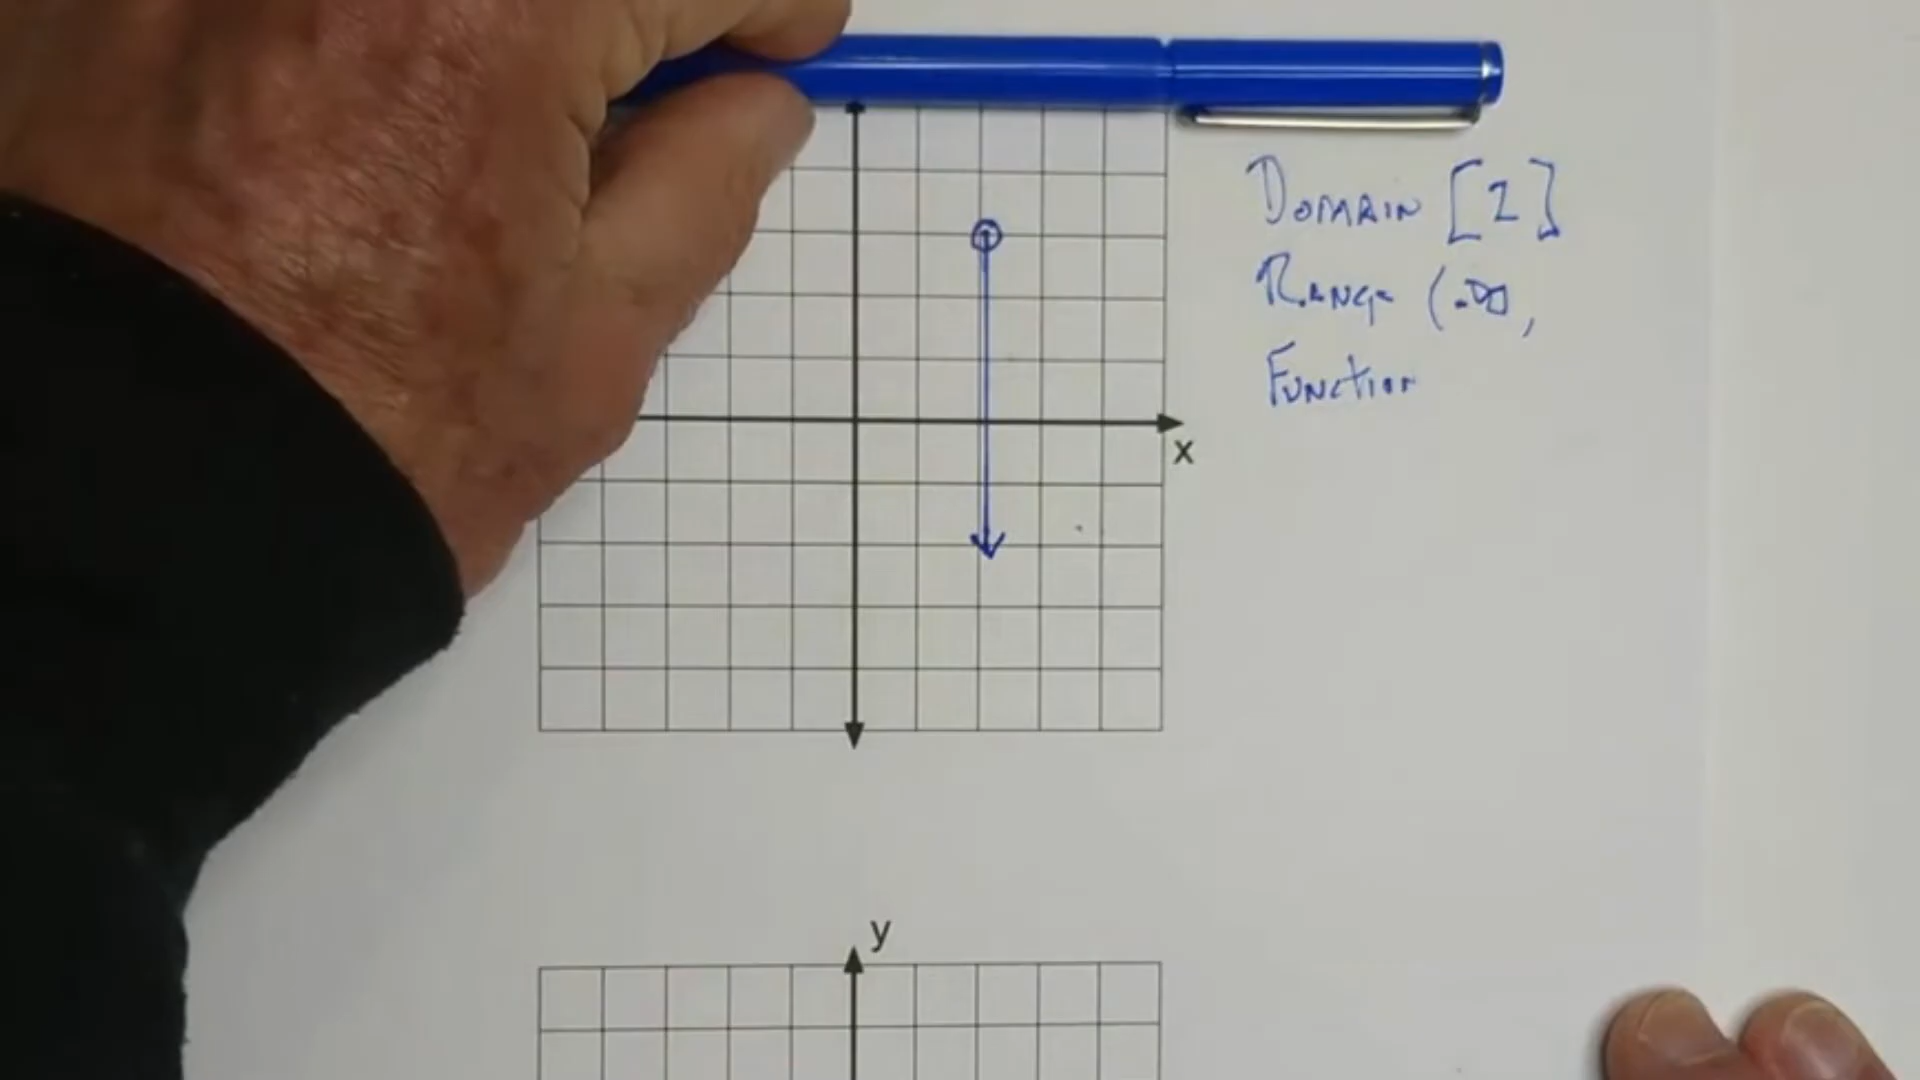 Domain [2]
Range (-∞,
Function
x
y